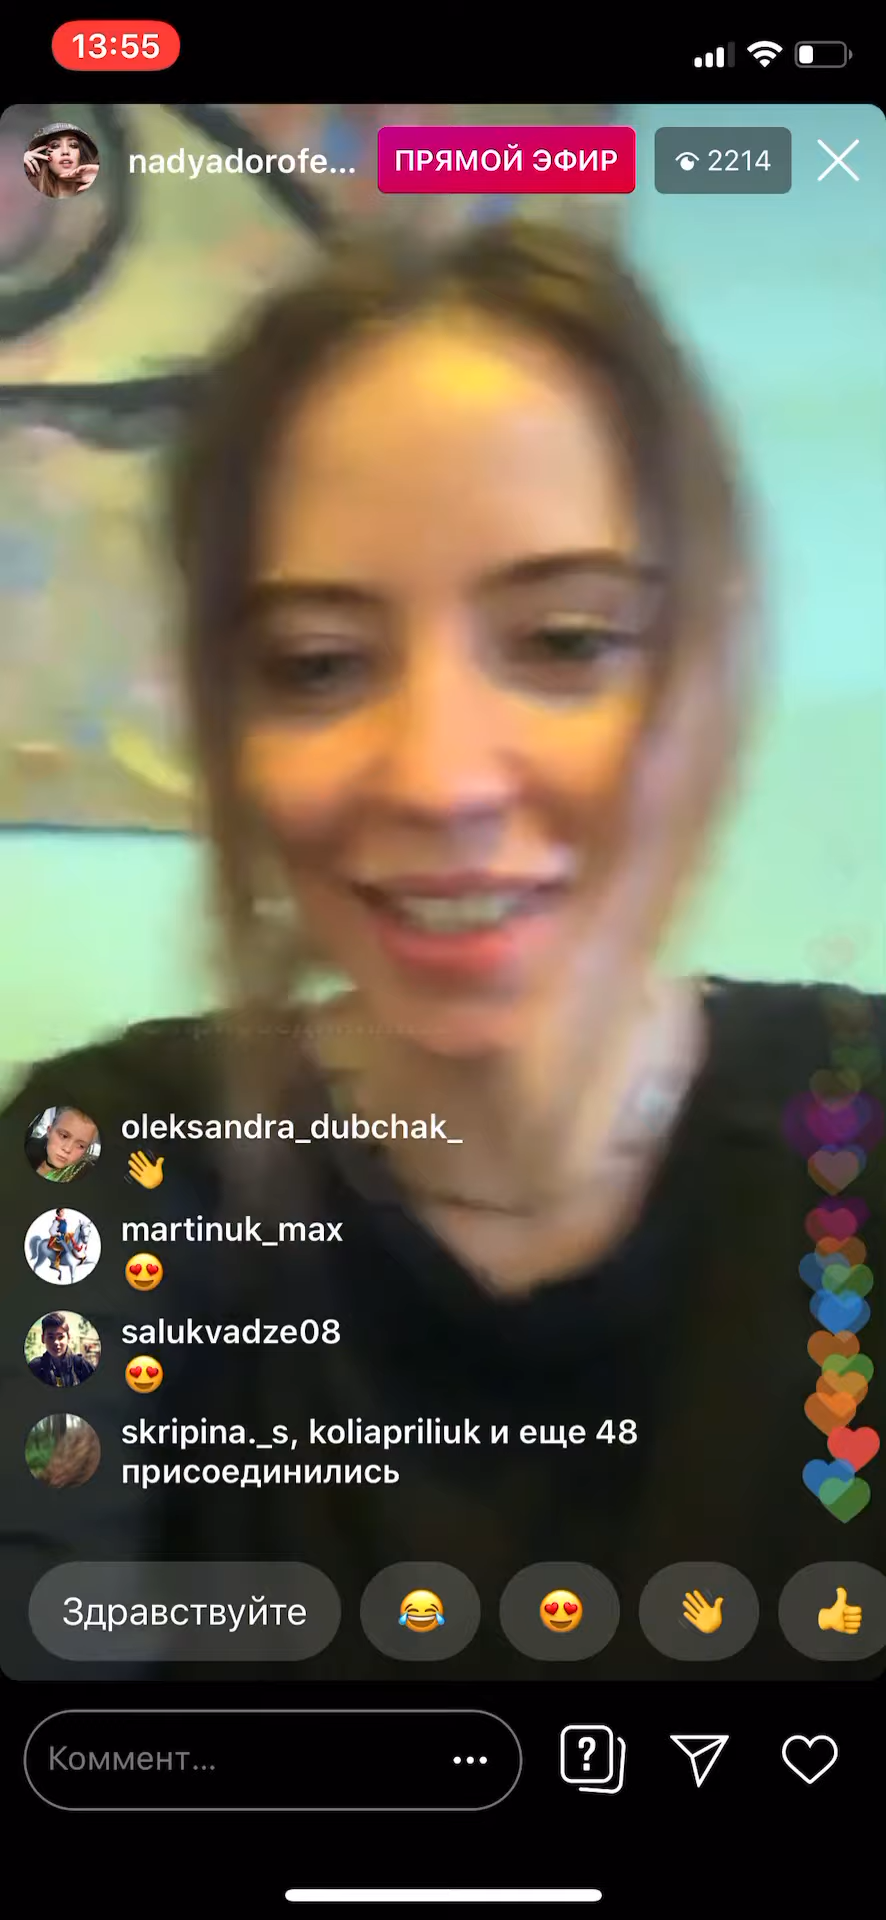 13:55
nadyadorofe...
ПРЯМОЙ ЭФИР
2214
oleksandra_dubchak_
👋
martinuk_max
😍
salukvadze08
😍
skripina._s, koliapriliuk и еще 48
присоединились
Здравствуйте 😂 😍 👋 👍
Коммент...